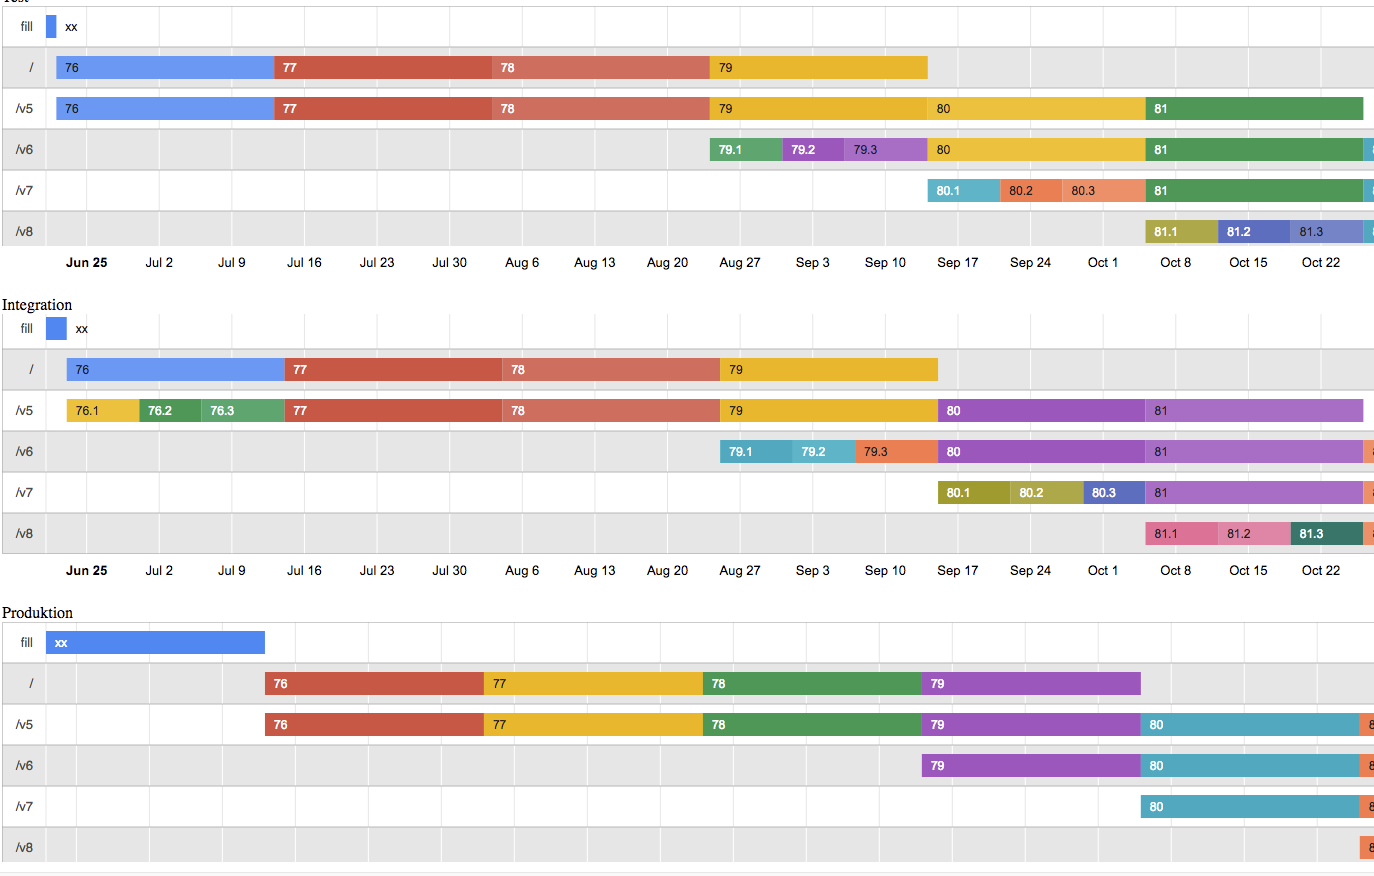 fill xx
/ 76 77 78 79
/v5 76 77 78 79 80 81
/v6 79.1 79.2 79.3 80 81
/v7 80.1 80.2 80.3 81
/v8 81.1 81.2 81.3
Jun 25 Jul 2 Jul 9 Jul 16 Jul 23 Jul 30 Aug 6 Aug 13 Aug 20 Aug 27 Sep 3 Sep 10 Sep 17 Sep 24 Oct 1 Oct 8 Oct 15 Oct 22
Integration
fill xx
/ 76 77 78 79
/v5 76.1 76.2 76.3 77 78 79 80 81
/v6 79.1 79.2 79.3 80 81
/v7 80.1 80.2 80.3 81
/v8 81.1 81.2 81.3
Jun 25 Jul 2 Jul 9 Jul 16 Jul 23 Jul 30 Aug 6 Aug 13 Aug 20 Aug 27 Sep 3 Sep 10 Sep 17 Sep 24 Oct 1 Oct 8 Oct 15 Oct 22
Produktion
fill xx
/ 76 77 78 79
/v5 76 77 78 79 80
/v6 79 80
/v7 80
/v8